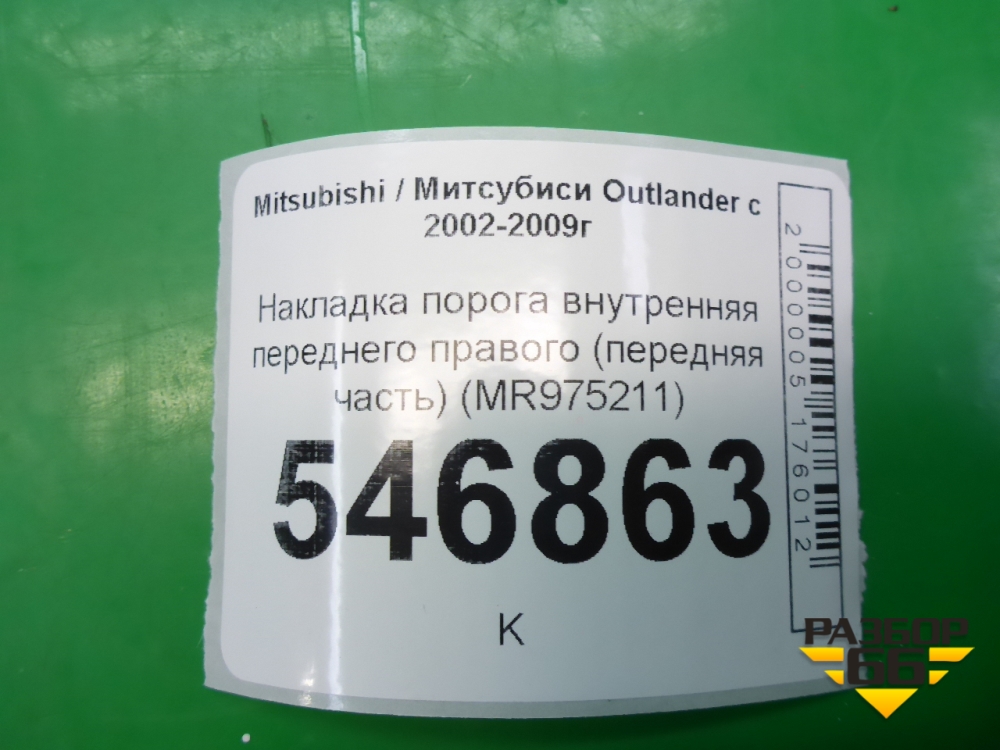 Mitsubishi / Митсубиси Outlander с
2002-2009г
Накладка порога внутренняя
переднего правого (передняя
часть) (MR975211)
546863
К
2000005176012
РАЗБОР
66